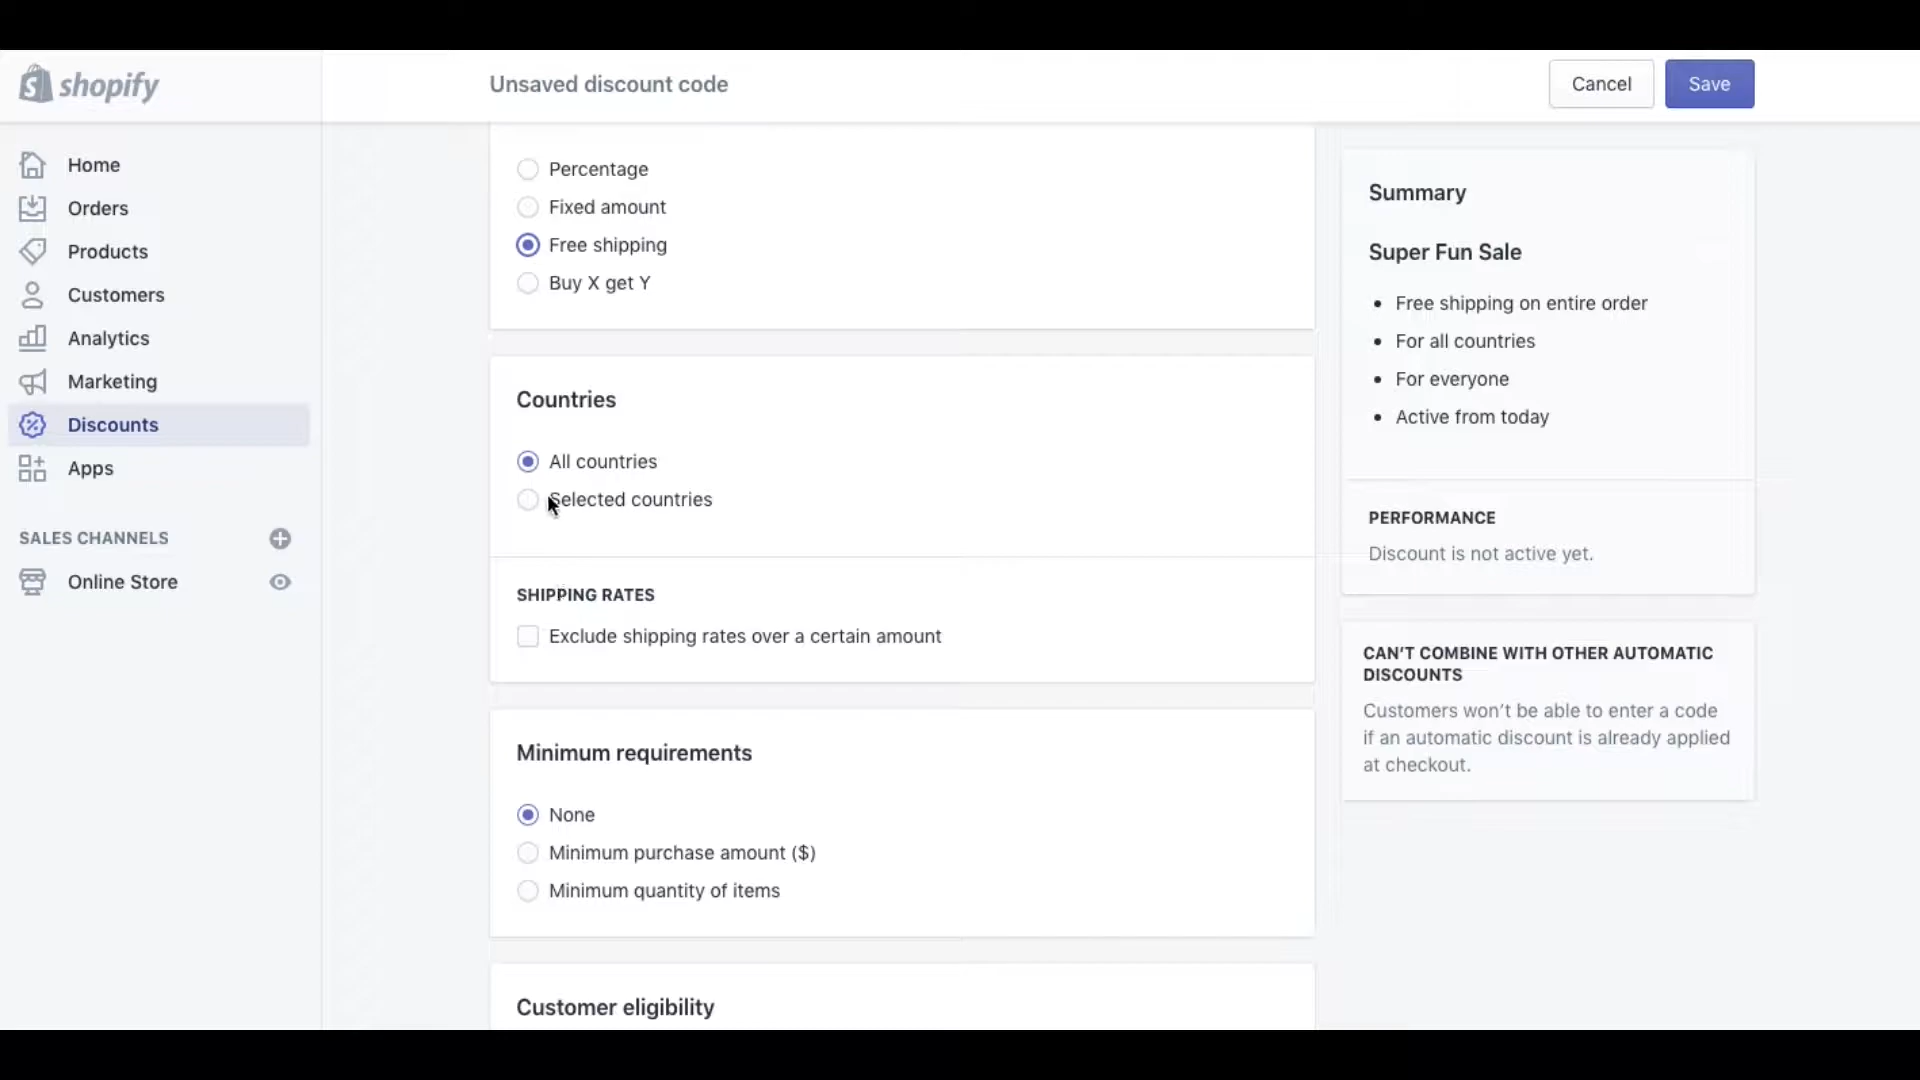 shopify
Unsaved discount code
Cancel
Save
Home
Orders
Products
Customers
Analytics
Marketing
Discounts
Apps
SALES CHANNELS
Online Store
Percentage
Fixed amount
Free shipping
Buy X get Y
Countries
All countries
Selected countries
SHIPPING RATES
Exclude shipping rates over a certain amount
Minimum requirements
None
Minimum purchase amount ($)
Minimum quantity of items
Customer eligibility
Summary
Super Fun Sale
• Free shipping on entire order
• For all countries
• For everyone
• Active from today
PERFORMANCE
Discount is not active yet.
CAN'T COMBINE WITH OTHER AUTOMATIC
DISCOUNTS
Customers won't be able to enter a code
if an automatic discount is already applied
at checkout.